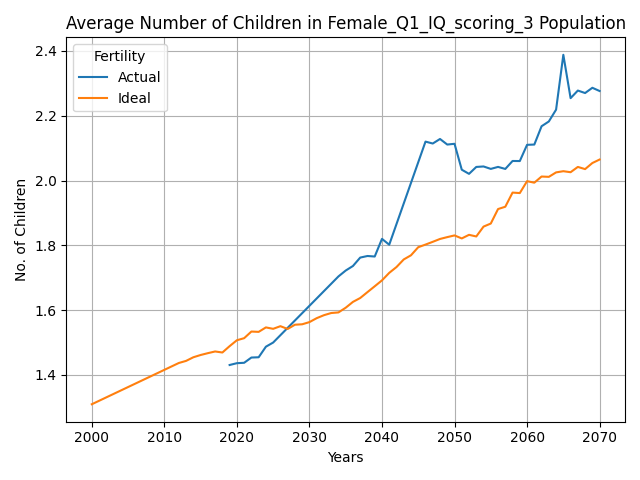 Average Number of Children in Female_Q1_IQ_scoring_3 Population
Fertility
Actual
Ideal
No. of Children
2.4
2.2
2.0
1.8
1.6
1.4
2000 2010 2020 2030 2040 2050 2060 2070
Years